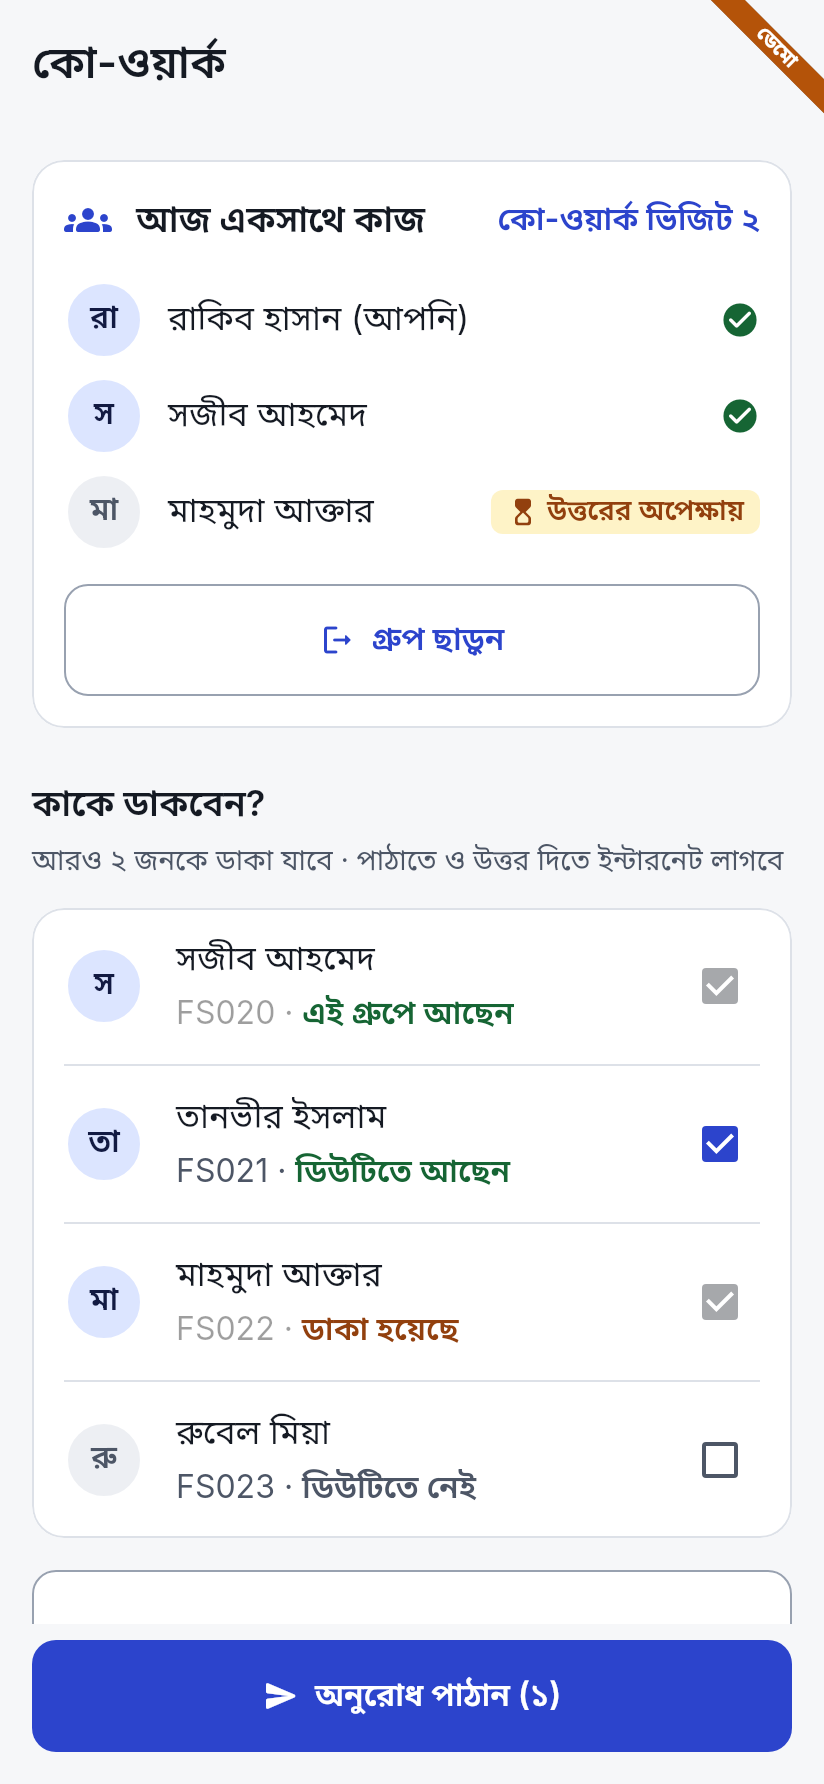 কো-ওয়ার্ক
ডেমো
আজ একসাথে কাজ
কো-ওয়ার্ক ভিজিট ২
রা
রাকিব হাসান (আপনি)
স
সজীব আহমেদ
মা
মাহমুদা আক্তার
উত্তরের অপেক্ষায়
গ্রুপ ছাড়ুন
কাকে ডাকবেন?
আরও ২ জনকে ডাকা যাবে · পাঠাতে ও উত্তর দিতে ইন্টারনেট লাগবে
স
সজীব আহমেদ
FS020 · এই গ্রুপে আছেন
তা
তানভীর ইসলাম
FS021 · ডিউটিতে আছেন
মা
মাহমুদা আক্তার
FS022 · ডাকা হয়েছে
রু
রুবেল মিয়া
FS023 · ডিউটিতে নেই
অনুরোধ পাঠান (১)